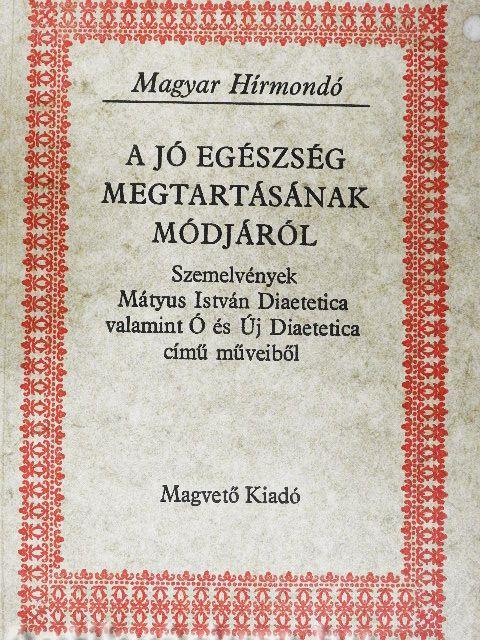 Magyar Hírmondó
A JÓ EGÉSZSÉG
MEGTARTÁSÁNAK
MÓDJÁRÓL
Szemelvények
Mátyus István Diaetetica
valamint Ó és Új Diaetetica
című műveiből
Magvető Kiadó